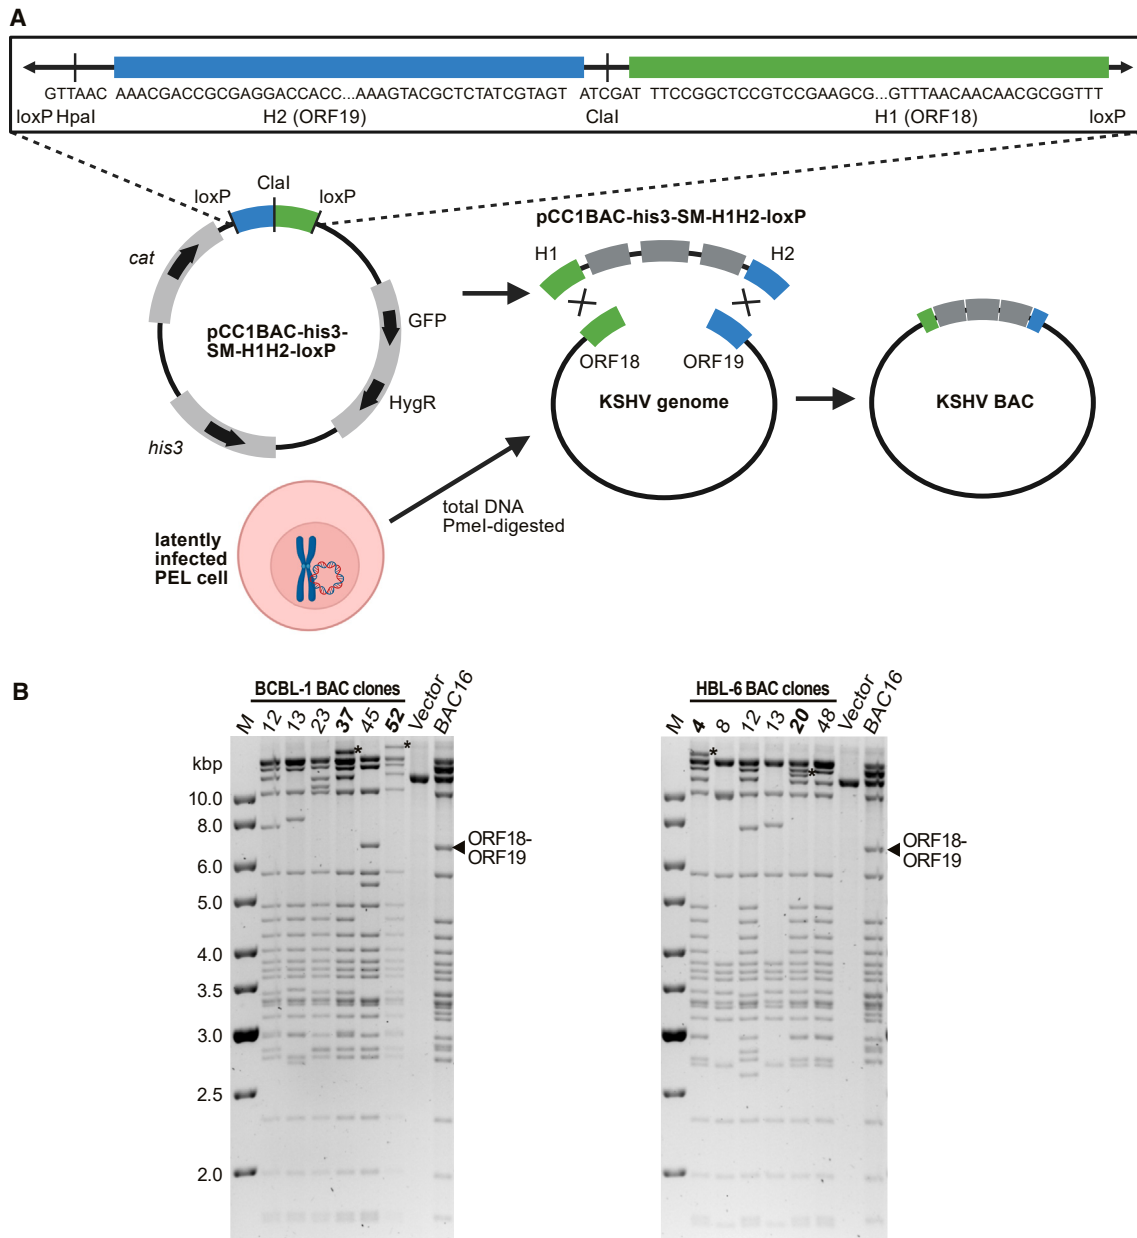 A
GTTAAC AAACGACCGCGAGGACCACC...AAAGTACGCTCTATCGTAGT ATCGAT TTCCGGCTCCGTCCGAAGCG...GTTTAACAACAACGCGGTTT
loxP HpaI H2 (ORF19) ClaI H1 (ORF18) loxP
loxP ClaI loxP
cat
pCC1BAC-his3-
SM-H1H2-loxP
GFP
HygR
his3
pCC1BAC-his3-SM-H1H2-loxP
H1 H2
ORF18 ORF19
KSHV genome
KSHV BAC
total DNA
PmeI-digested
latently
infected
PEL cell
B
BCBL-1 BAC clones
M 12 13 23 37 45 52 Vector BAC16
kbp
* *
10.0
8.0
6.0
5.0
4.0
3.5
3.0
2.5
2.0
ORF18-
ORF19
HBL-6 BAC clones
M 4 8 12 13 20 48 Vector BAC16
* *
ORF18-
ORF19